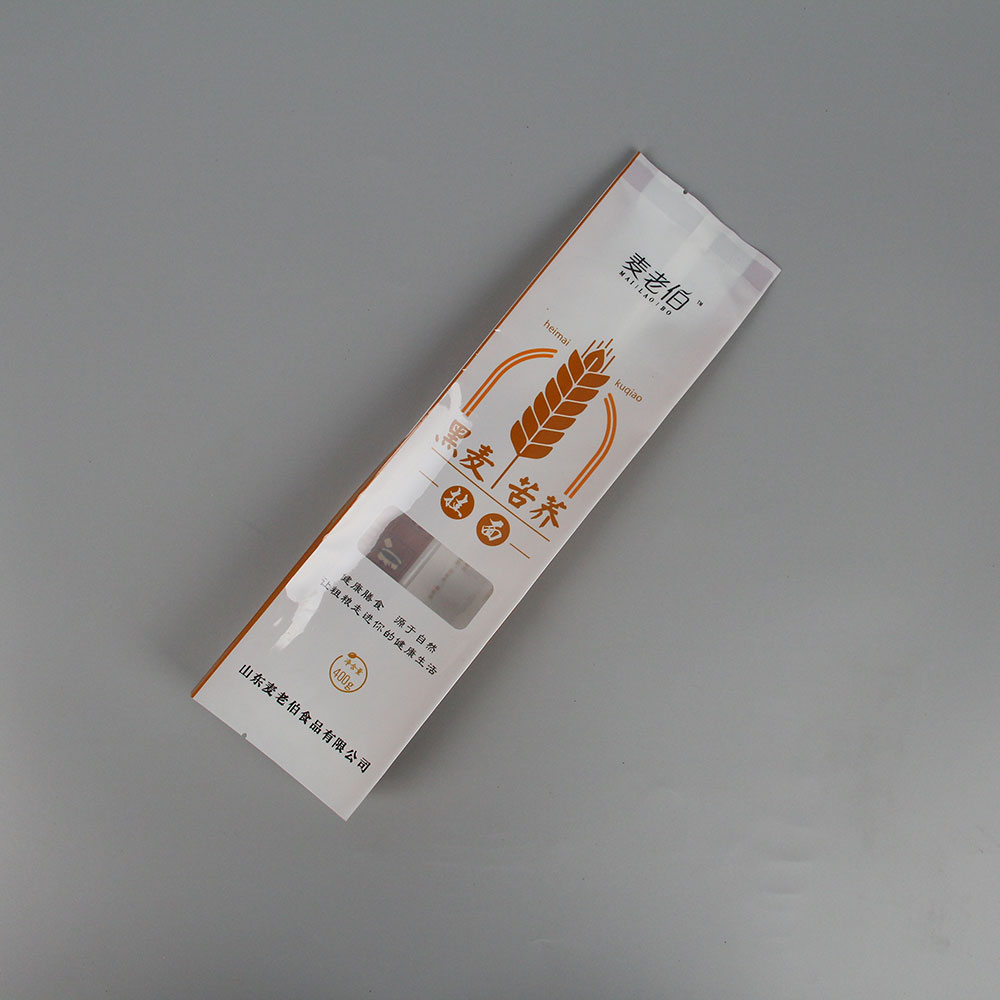 麦老伯™
MAI|LAO|BO
heimai
kuqiao
黑麦 苦荞
挂面
健康膳食 源于自然
让粗粮走进你的健康生活
净含量
400g
山东麦老伯食品有限公司